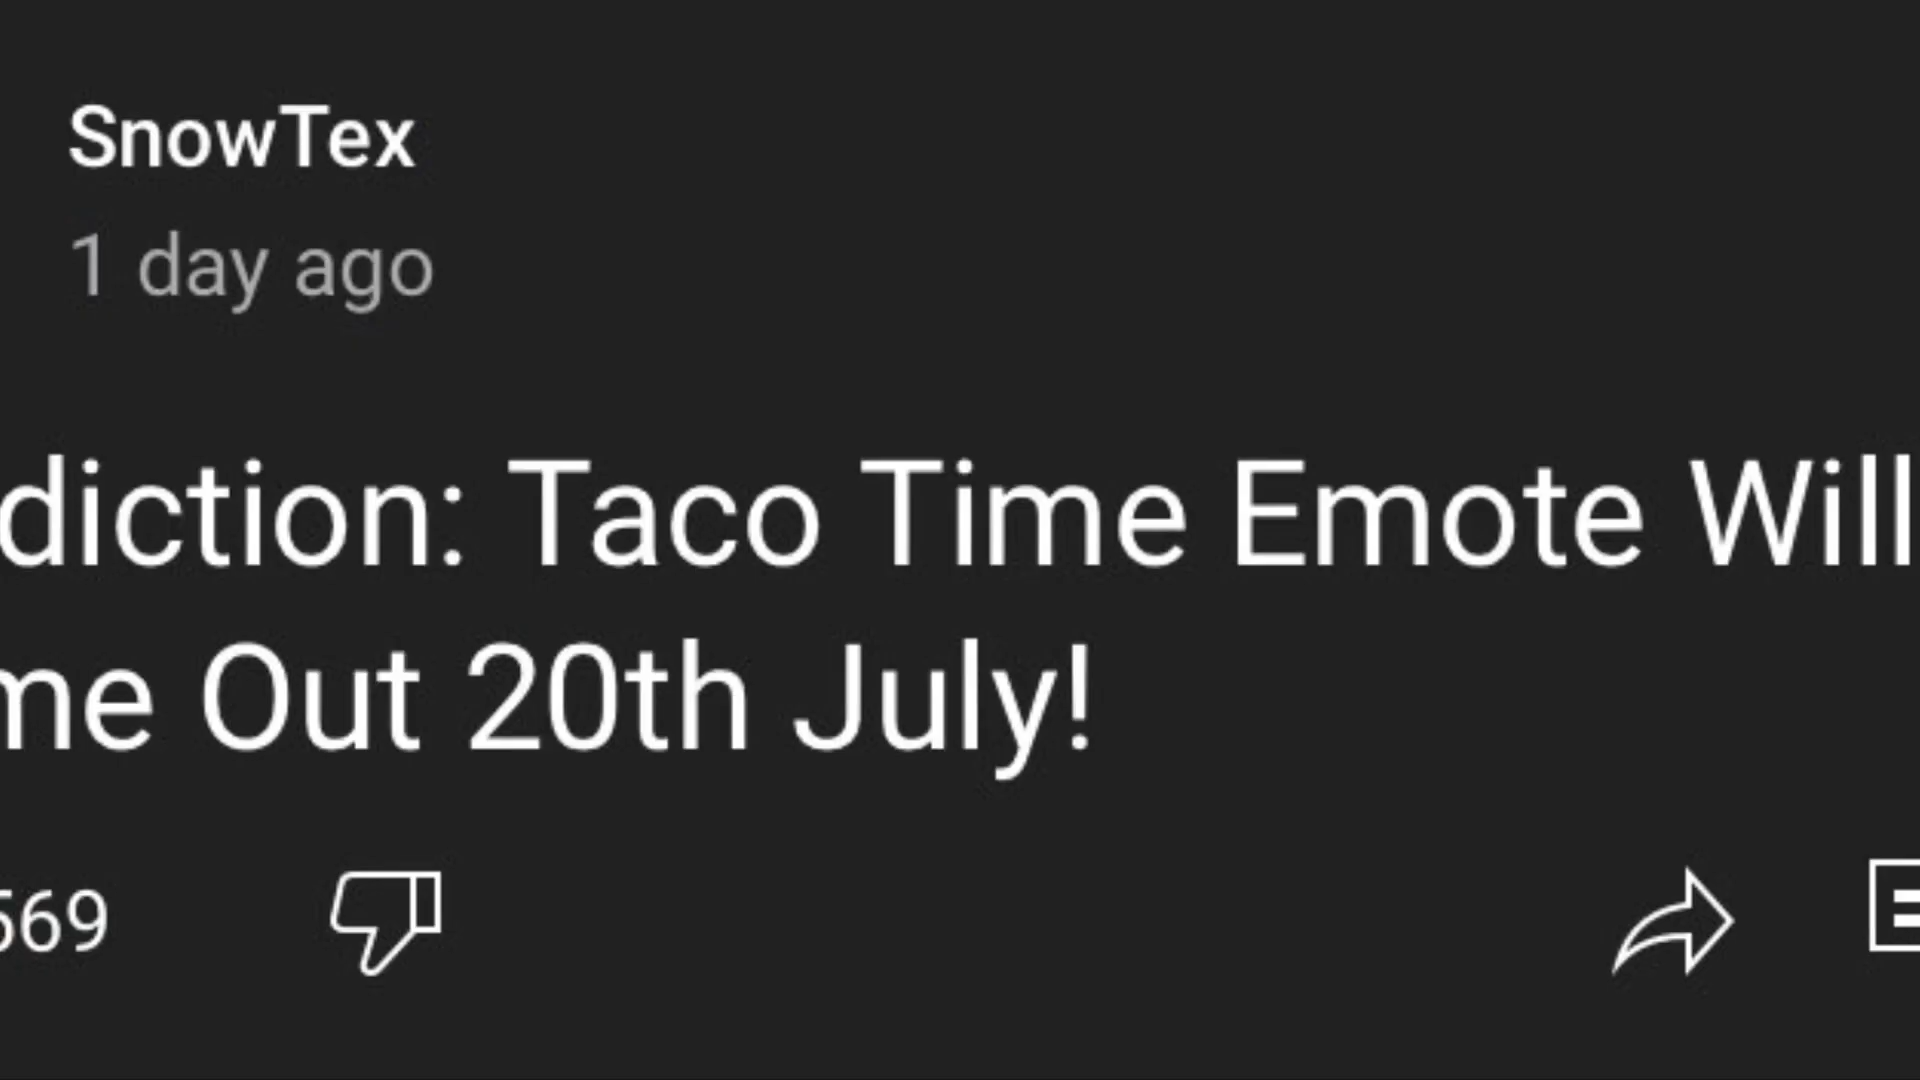 SnowTex
1 day ago
diction: Taco Time Emote Will
me Out 20th July!
569